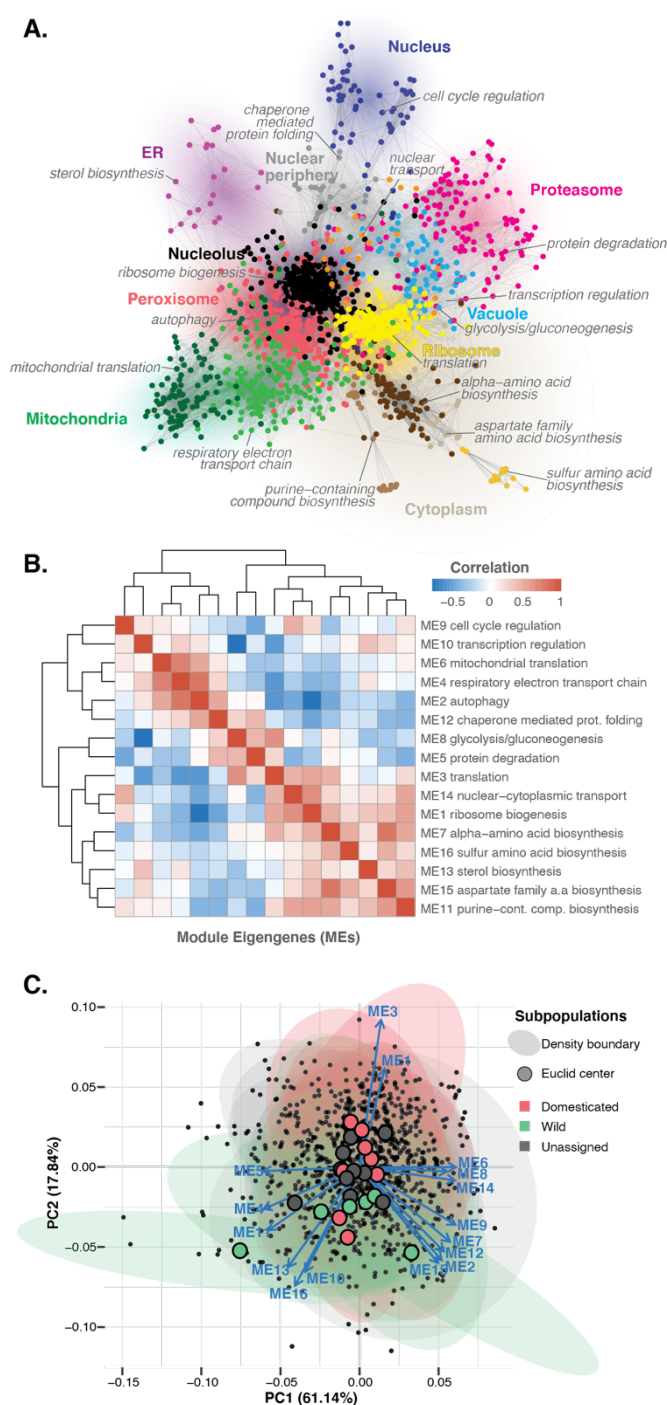 A.
Nucleus
cell cycle regulation
chaperone
mediated
protein folding
ER
sterol biosynthesis
Nuclear
periphery
nuclear
transport
Proteasome
protein degradation
Nucleolus
ribosome biogenesis
Peroxisome
autophagy
transcription regulation
Vacuole
glycolysis/gluconeogenesis
Ribosome
translation
mitochondrial translation
alpha-amino acid
biosynthesis
Mitochondria
aspartate family
amino acid biosynthesis
respiratory electron
transport chain
sulfur amino acid
biosynthesis
purine-containing
compound biosynthesis
Cytoplasm
B.
Correlation
-0.5 0 0.5 1
ME9 cell cycle regulation
ME10 transcription regulation
ME6 mitochondrial translation
ME4 respiratory electron transport chain
ME2 autophagy
ME12 chaperone mediated prot. folding
ME8 glycolysis/gluconeogenesis
ME5 protein degradation
ME3 translation
ME14 nuclear-cytoplasmic transport
ME1 ribosome biogenesis
ME7 alpha-amino acid biosynthesis
ME16 sulfur amino acid biosynthesis
ME13 sterol biosynthesis
ME15 aspartate family a.a biosynthesis
ME11 purine-cont. comp. biosynthesis
Module Eigengenes (MEs)
C.
0.10
0.05
0.00
-0.05
-0.10
PC2 (17.84%)
ME3
ME1
ME5
ME6
ME8
ME14
ME4
ME11
ME9
ME7
ME12
ME13
ME10
ME2
ME16
-0.15 -0.10 -0.05 0.00 0.05
PC1 (61.14%)
Subpopulations
Density boundary
Euclid center
Domesticated
Wild
Unassigned